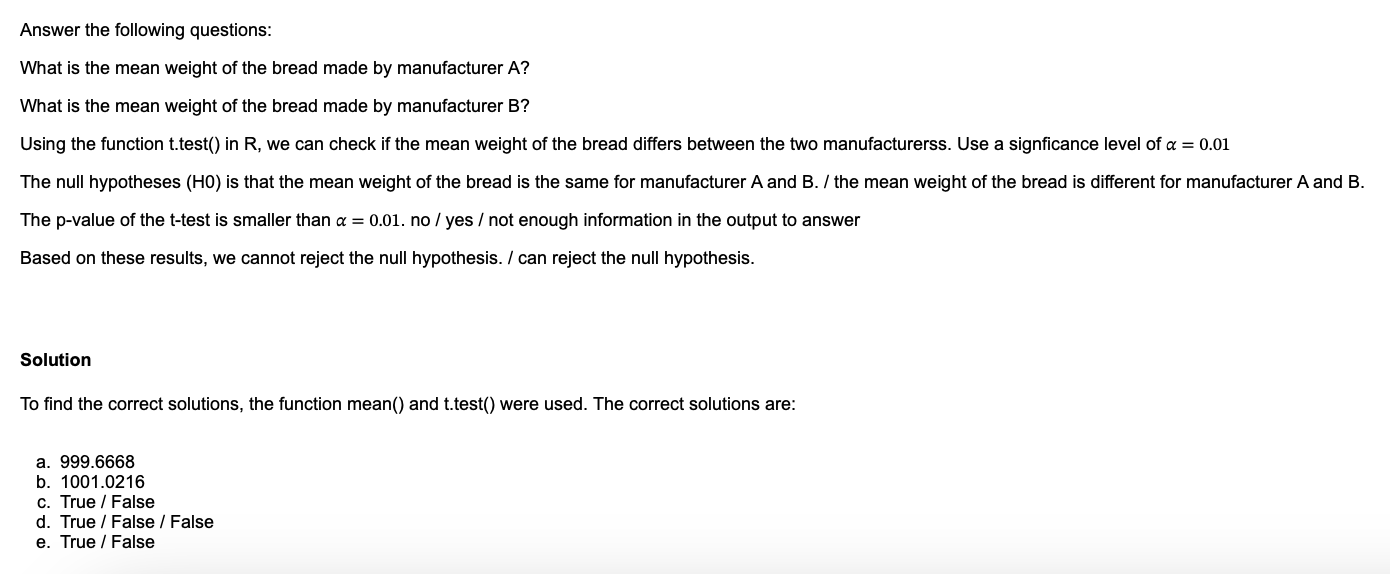 Answer the following questions:
What is the mean weight of the bread made by manufacturer A?
What is the mean weight of the bread made by manufacturer B?
Using the function t.test() in R, we can check if the mean weight of the bread differs between the two manufacturerss. Use a signficance level of α = 0.01
The null hypotheses (H0) is that the mean weight of the bread is the same for manufacturer A and B. / the mean weight of the bread is different for manufacturer A and B.
The p-value of the t-test is smaller than α = 0.01. no / yes / not enough information in the output to answer
Based on these results, we cannot reject the null hypothesis. / can reject the null hypothesis.
Solution
To find the correct solutions, the function mean() and t.test() were used. The correct solutions are:
a. 999.6668
b. 1001.0216
c. True / False
d. True / False / False
e. True / False